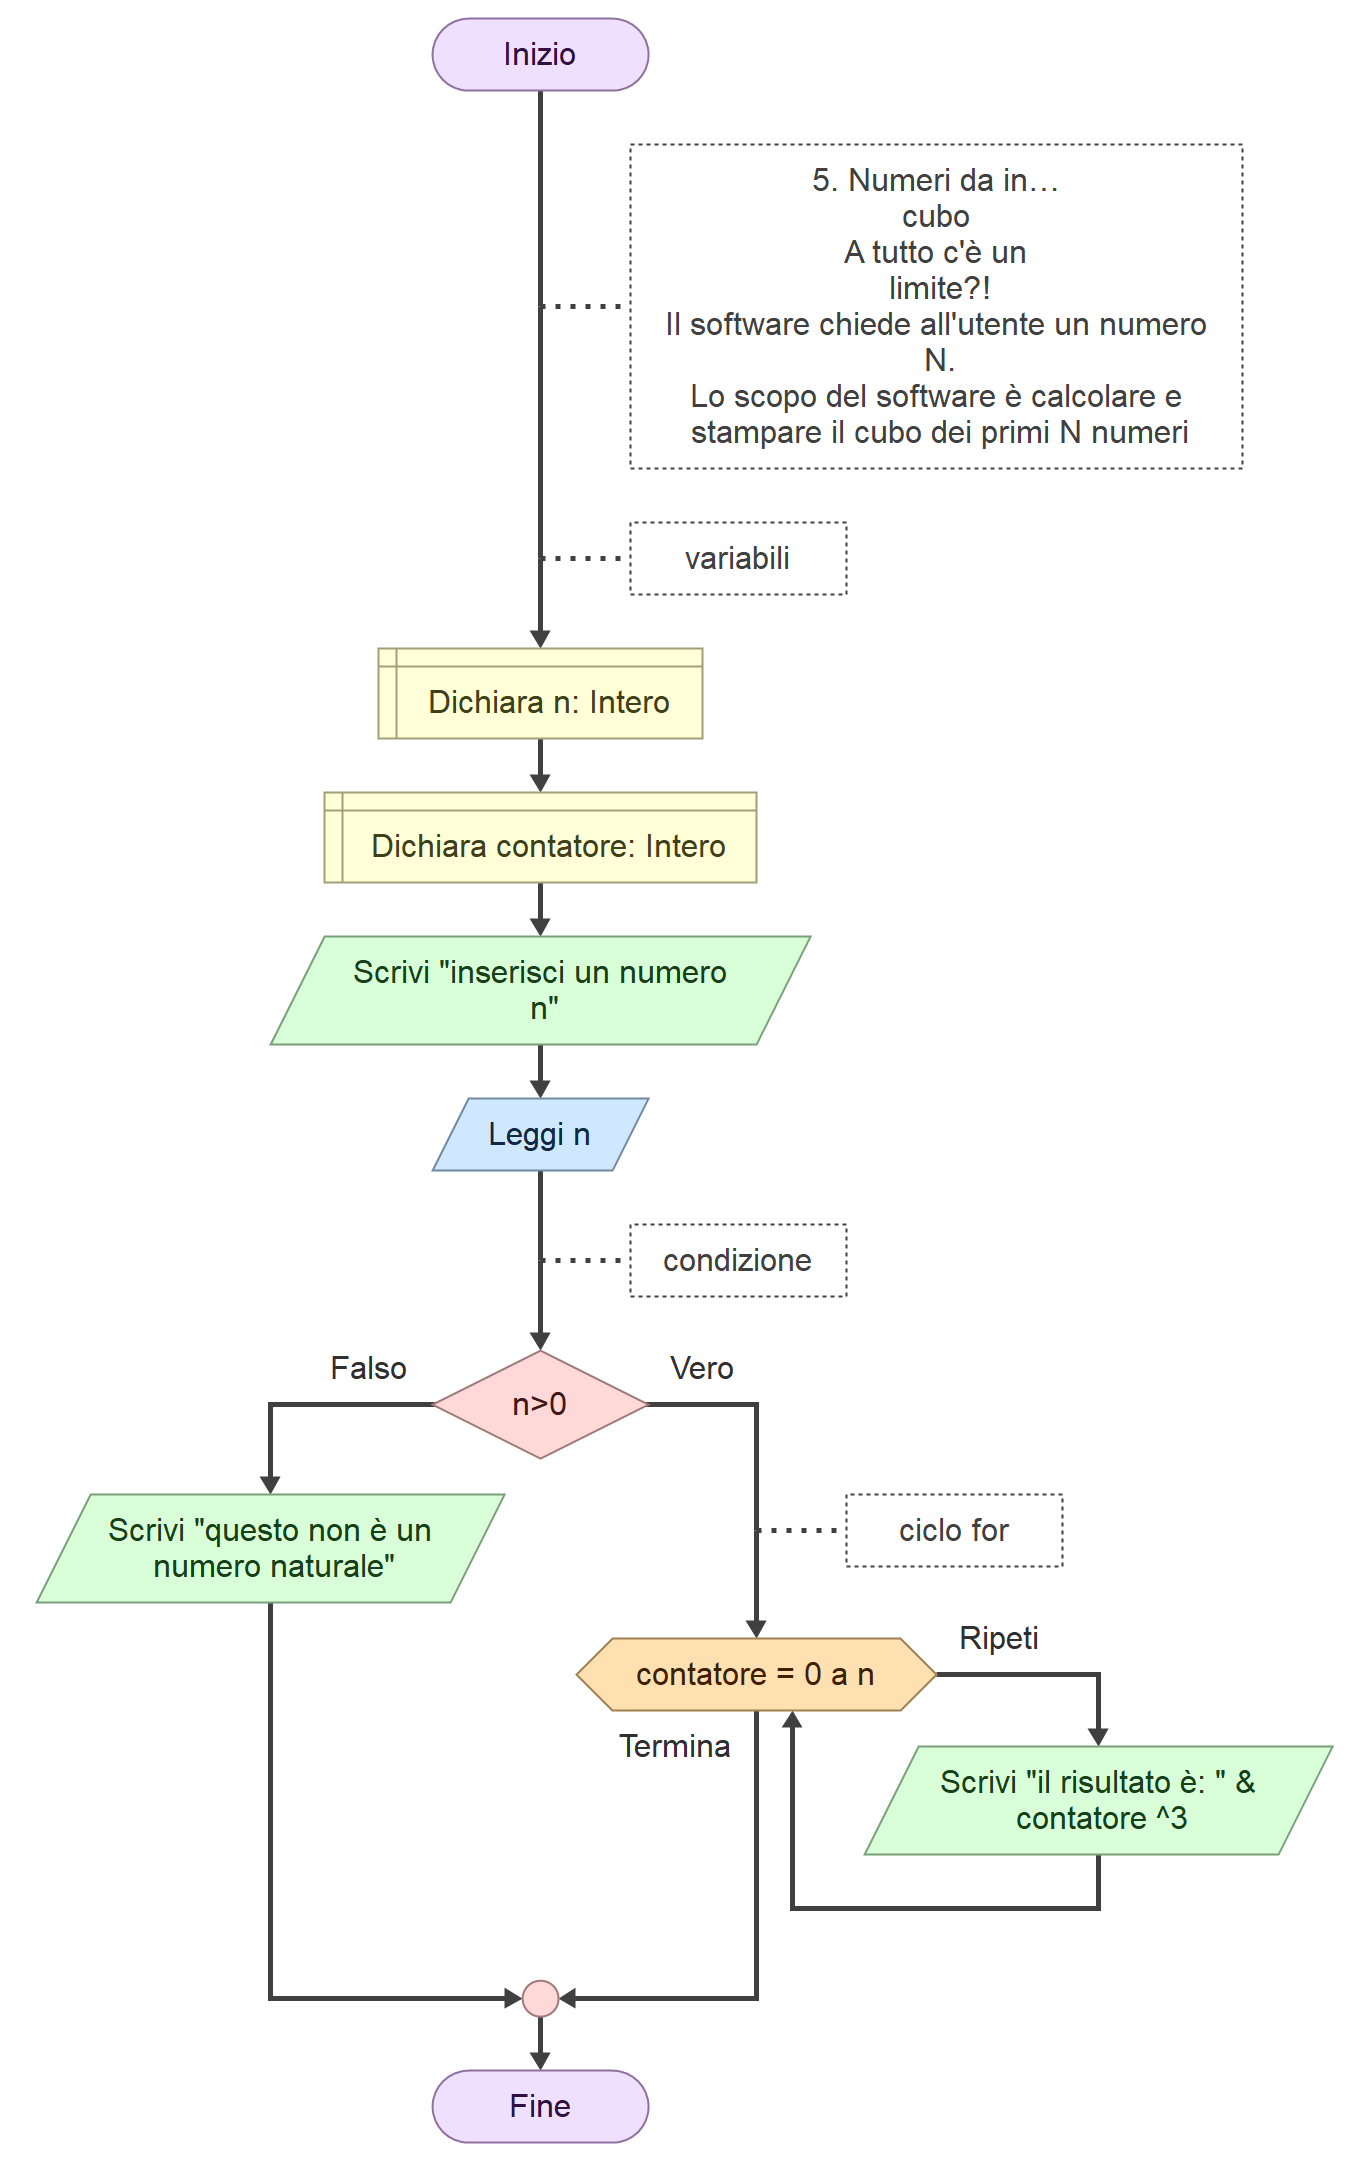 Inizio
5. Numeri da in…
cubo
A tutto c'è un
limite?!
Il software chiede all'utente un numero
N.
Lo scopo del software è calcolare e
stampare il cubo dei primi N numeri
variabili
Dichiara n: Intero
Dichiara contatore: Intero
Scrivi "inserisci un numero
n"
Leggi n
condizione
Falso
Vero
n>0
Scrivi "questo non è un
numero naturale"
ciclo for
Ripeti
contatore = 0 a n
Termina
Scrivi "il risultato è: " &
contatore ^3
Fine